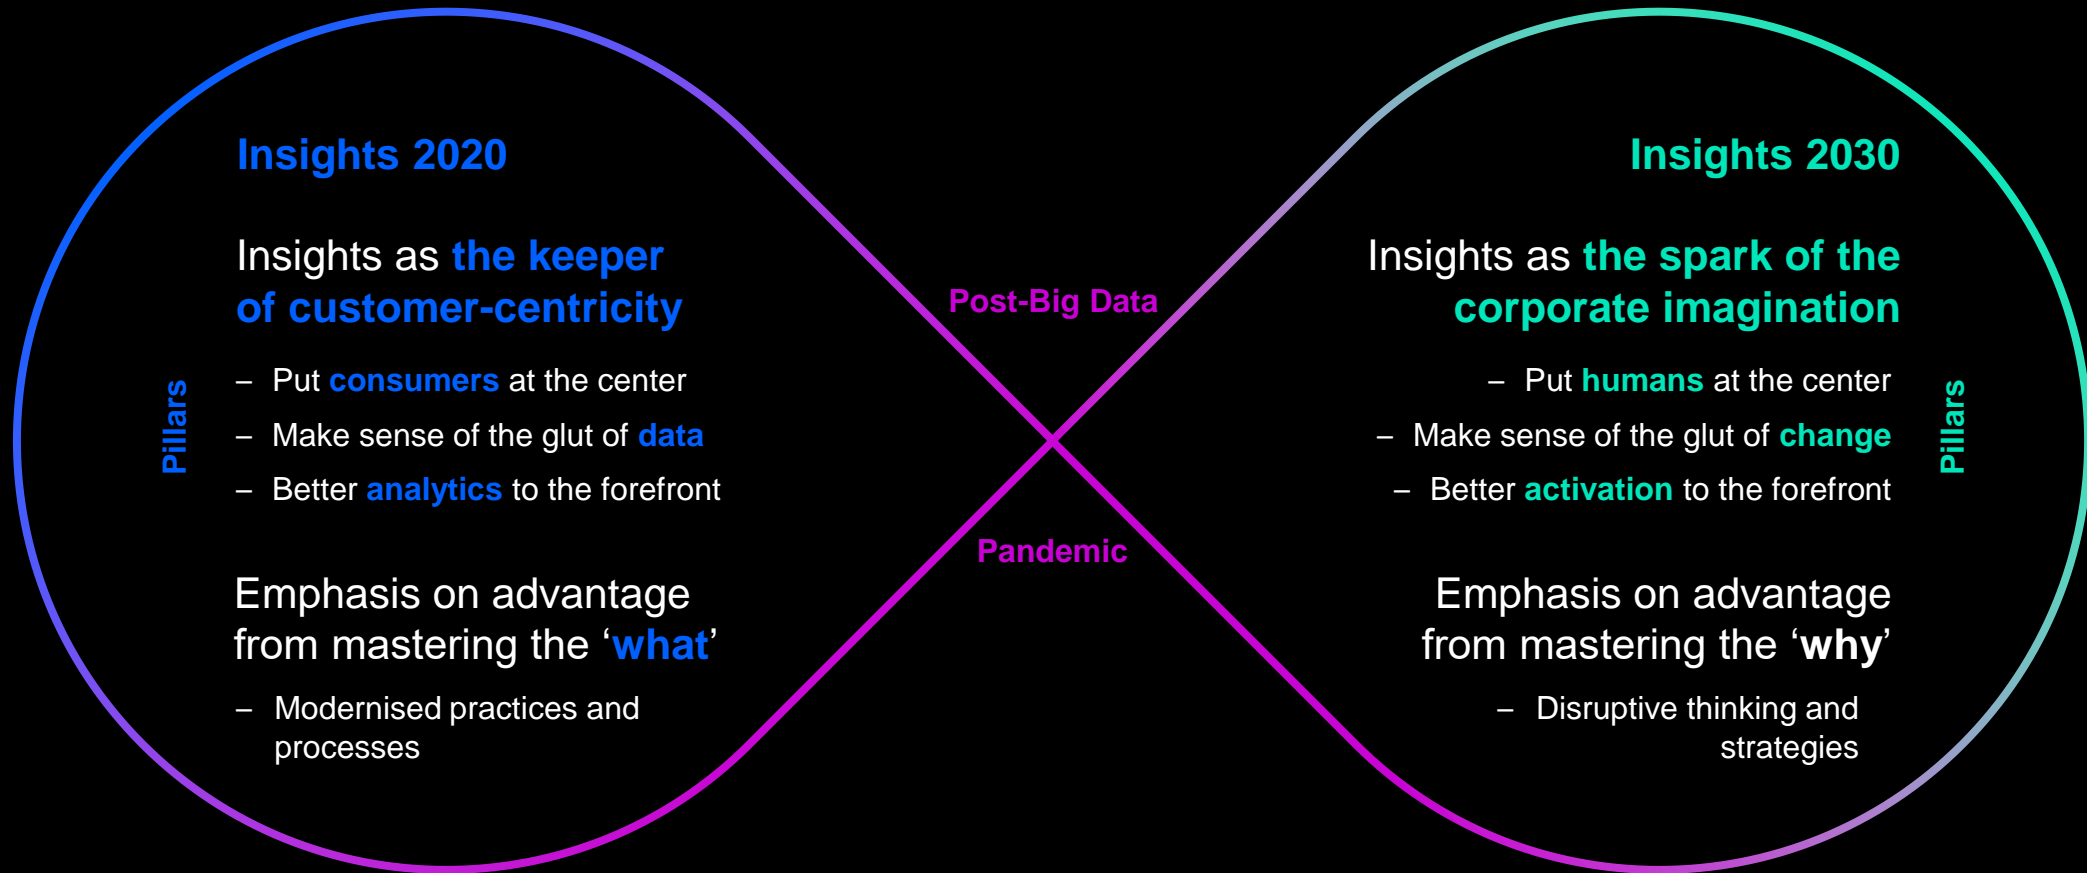 Insights 2020
Insights as the keeper
of customer-centricity
Pillars
– Put consumers at the center
– Make sense of the glut of data
– Better analytics to the forefront
Emphasis on advantage
from mastering the ‘what’
– Modernised practices and
processes
Post-Big Data
Pandemic
Insights 2030
Insights as the spark of the
corporate imagination
– Put humans at the center
– Make sense of the glut of change
– Better activation to the forefront
Pillars
Emphasis on advantage
from mastering the ‘why’
– Disruptive thinking and
strategies